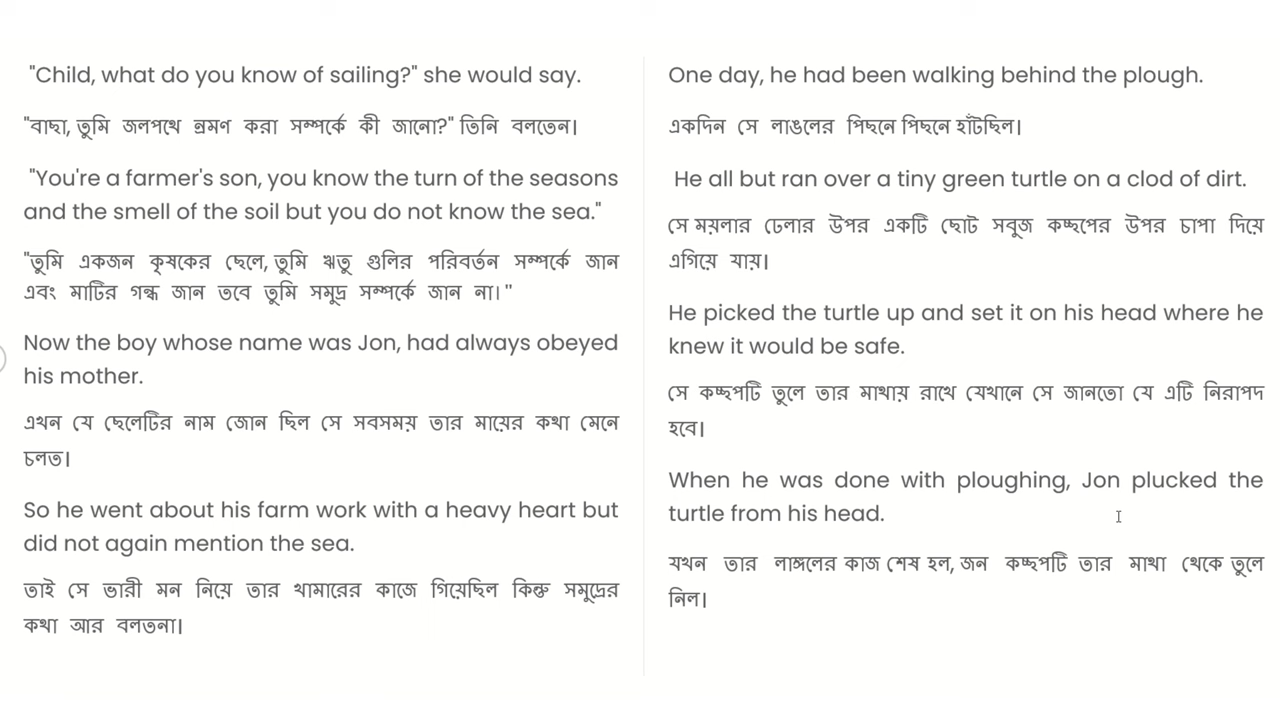 "Child, what do you know of sailing?" she would say.
"বাছা, তুমি জলপথে ভ্রমণ করা সম্পর্কে কী জানো?" তিনি বলতেন।
"You're a farmer's son, you know the turn of the seasons
and the smell of the soil but you do not know the sea."
"তুমি একজন কৃষকের ছেলে, তুমি ঋতু গুলির পরিবর্তন সম্পর্কে জান
এবং মাটির গন্ধ জান তবে তুমি সমুদ্র সম্পর্কে জান না।"
Now the boy whose name was Jon, had always obeyed
his mother.
এখন যে ছেলেটির নাম জোন ছিল সে সবসময় তার মায়ের কথা মেনে
চলত।
So he went about his farm work with a heavy heart but
did not again mention the sea.
তাই সে ভারী মন নিয়ে তার খামারের কাজে গিয়েছিল কিন্তু সমুদ্রের
কথা আর বলতনা।
One day, he had been walking behind the plough.
একদিন সে লাঙলের পিছনে পিছনে হাঁটছিল।
He all but ran over a tiny green turtle on a clod of dirt.
সে ময়লার ঢেলার উপর একটি ছোট সবুজ কচ্ছপের উপর চাপা দিয়ে
এগিয়ে যায়।
He picked the turtle up and set it on his head where he
knew it would be safe.
সে কচ্ছপটি তুলে তার মাথায় রাখে যেখানে সে জানতো যে এটি নিরাপদ
হবে।
When he was done with ploughing, Jon plucked the
turtle from his head.
যখন তার লাঙ্গলের কাজ শেষ হল, জন কচ্ছপটি তার মাথা থেকে তুলে
নিল।